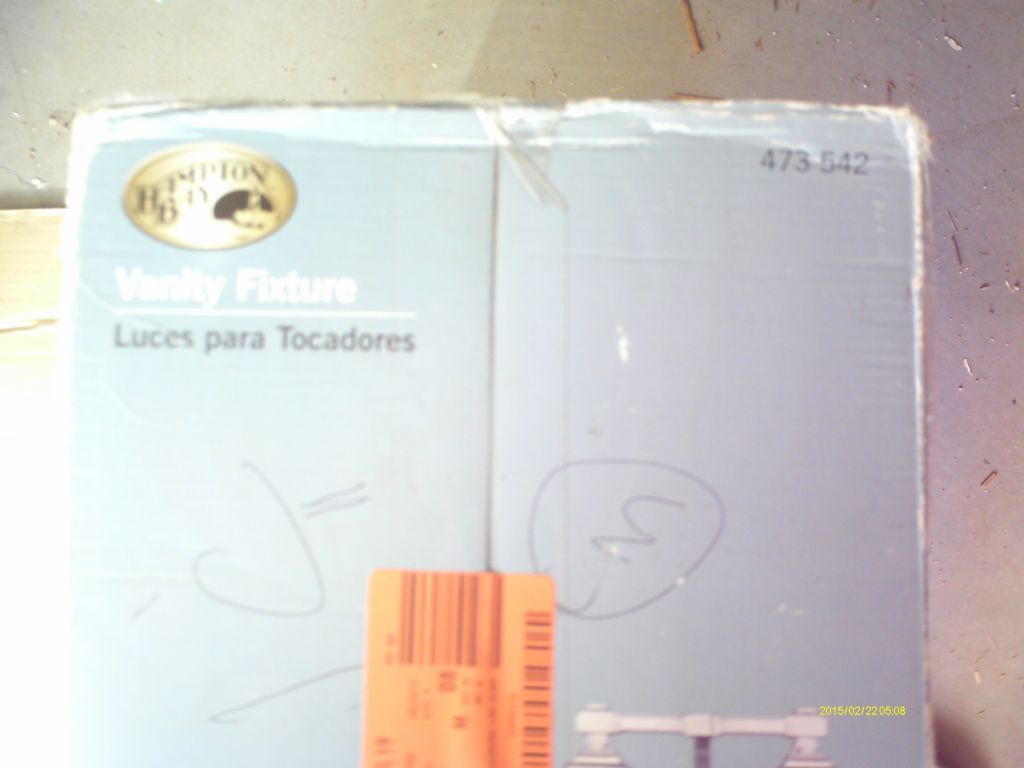 HAMPTON BAY
473 542
Vanity Fixture
Luces para Tocadores
2015/02/22 05:08